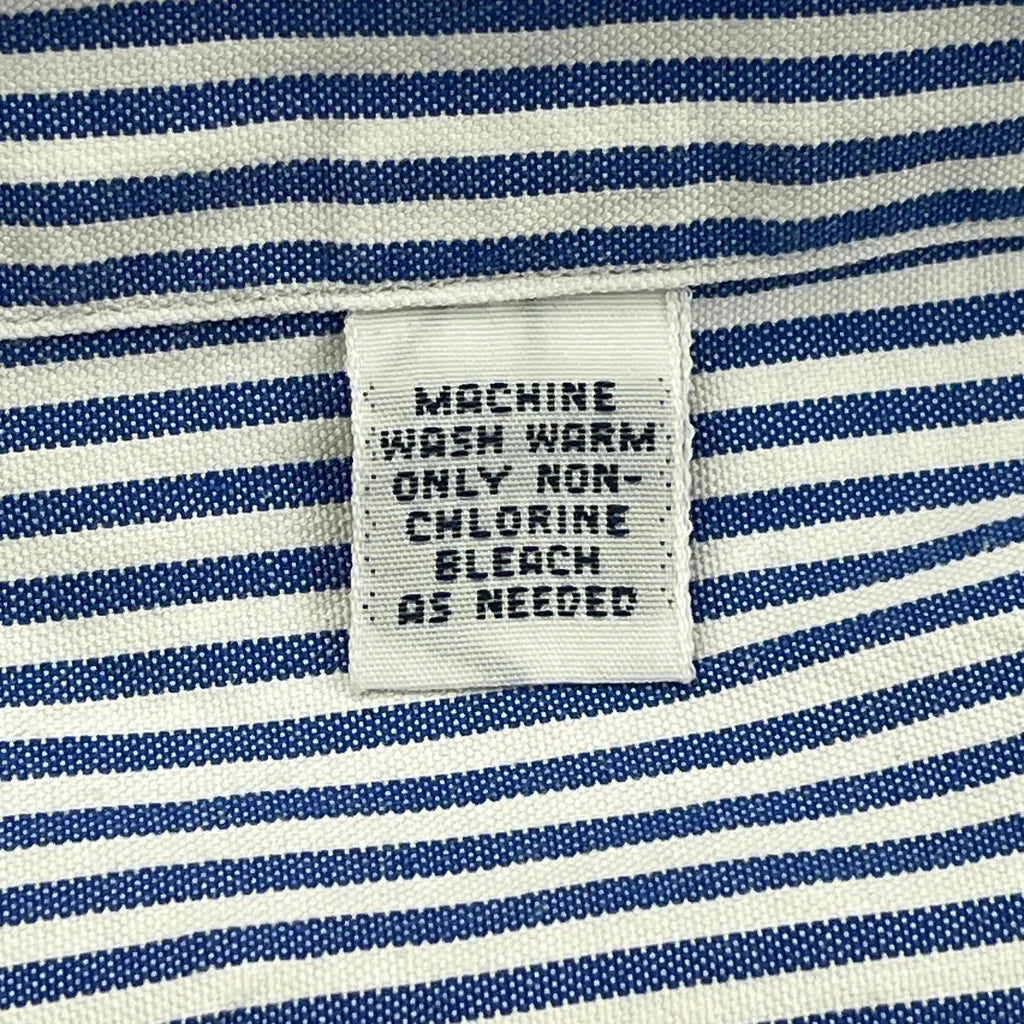 MACHINE
WASH WARM
ONLY NON-
CHLORINE
BLEACH
AS NEEDED